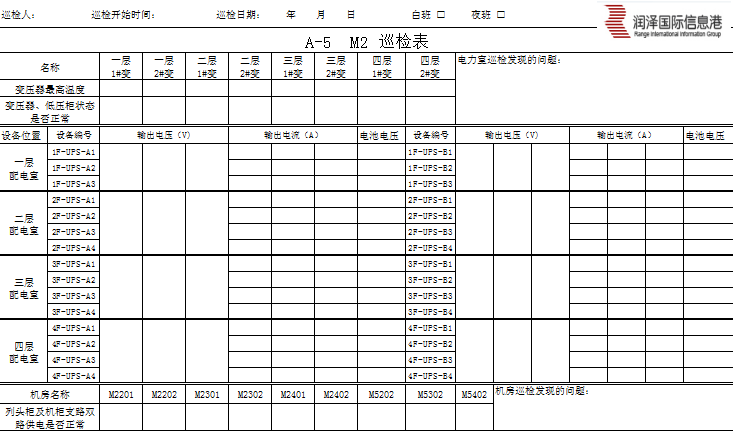 巡检人： 巡检开始时间： 巡检日期： 年 月 日 白班 □ 夜班 □
润泽国际信息港
Range International Information Group
A-5 M2 巡检表
名称 一层1#变 一层2#变 二层1#变 二层2#变 三层1#变 三层2#变 四层1#变 四层2#变 电力室巡检发现的问题：
变压器最高温度
变压器、低压柜状态
是否正常
设备位置 设备编号 输出电压（V） 输出电流（A） 电池电压 设备编号 输出电压（V） 输出电流（A） 电池电压
一层
配电室
1F-UPS-A1 1F-UPS-B1
1F-UPS-A2 1F-UPS-B2
1F-UPS-A3 1F-UPS-B3
二层
配电室
2F-UPS-A1 2F-UPS-B1
2F-UPS-A2 2F-UPS-B2
2F-UPS-A3 2F-UPS-B3
2F-UPS-A4 2F-UPS-B4
三层
配电室
3F-UPS-A1 3F-UPS-B1
3F-UPS-A2 3F-UPS-B2
3F-UPS-A3 3F-UPS-B3
3F-UPS-A4 3F-UPS-B4
四层
配电室
4F-UPS-A1 4F-UPS-B1
4F-UPS-A2 4F-UPS-B2
4F-UPS-A3 4F-UPS-B3
4F-UPS-A4 4F-UPS-B4
机房名称 M2201 M2202 M2301 M2302 M2401 M2402 M5202 M5302 M5402 机房巡检发现的问题：
列头柜及机柜支路双
路供电是否正常